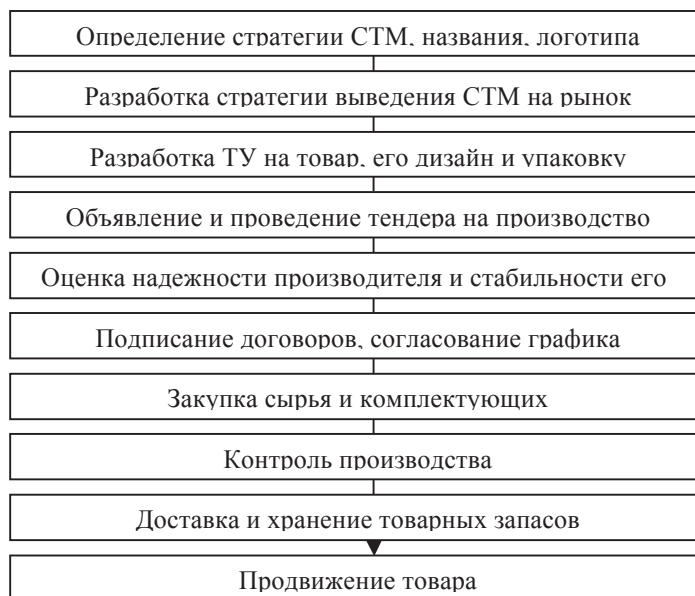 Определение стратегии СТМ, названия, логотипа
Разработка стратегии выведения СТМ на рынок
Разработка ТУ на товар, его дизайн и упаковку
Объявление и проведение тендера на производство
Оценка надежности производителя и стабильности его
Подписание договоров, согласование графика
Закупка сырья и комплектующих
Контроль производства
Доставка и хранение товарных запасов
Продвижение товара